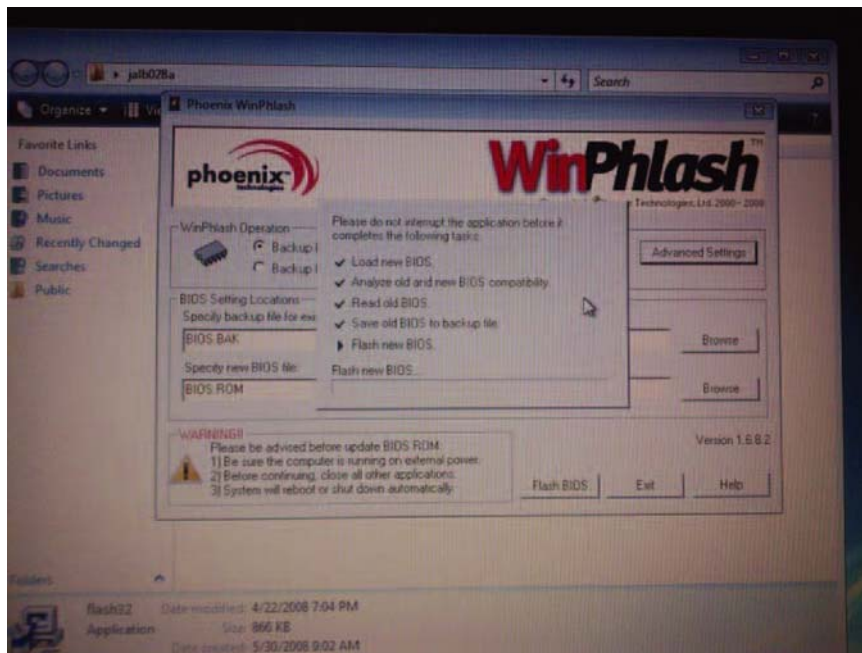 jalb028a
Search
Organize
Vi
Phoenix WinPhlash
Favorite Links
Documents
Pictures
Music
Recently Changed
Searches
Public
phoenix
technologies
WinPhlash
TM
Technologies, Ltd. 2000-
WinPhlash Operation
Backup
Backup
Advanced Settings
Please do not interrupt the application before it
completes the following tasks.
Load new BIOS.
Analyze old and new BIOS compatibility.
Read old BIOS.
Save old BIOS to backup file.
Flash new BIOS.
Flash new BIOS...
BIOS Setting Locations
Specify backup file for
BIOS.BAK
Browse
Specify new BIOS file:
BIOS.ROM
Browse
WARNING!!
Please be advised before update BIOS ROM:
1) Be sure the computer is running on external power.
2) Before continuing, close all other applications.
3) System will reboot or shut down automatically.
Version 1.6.8.2
Flash BIOS
Exit
Help
Folders
flash32
Application
Date modified: 4/22/2008 7:04 PM
Size: 866 KB
Date created: 5/30/2008 9:02 AM